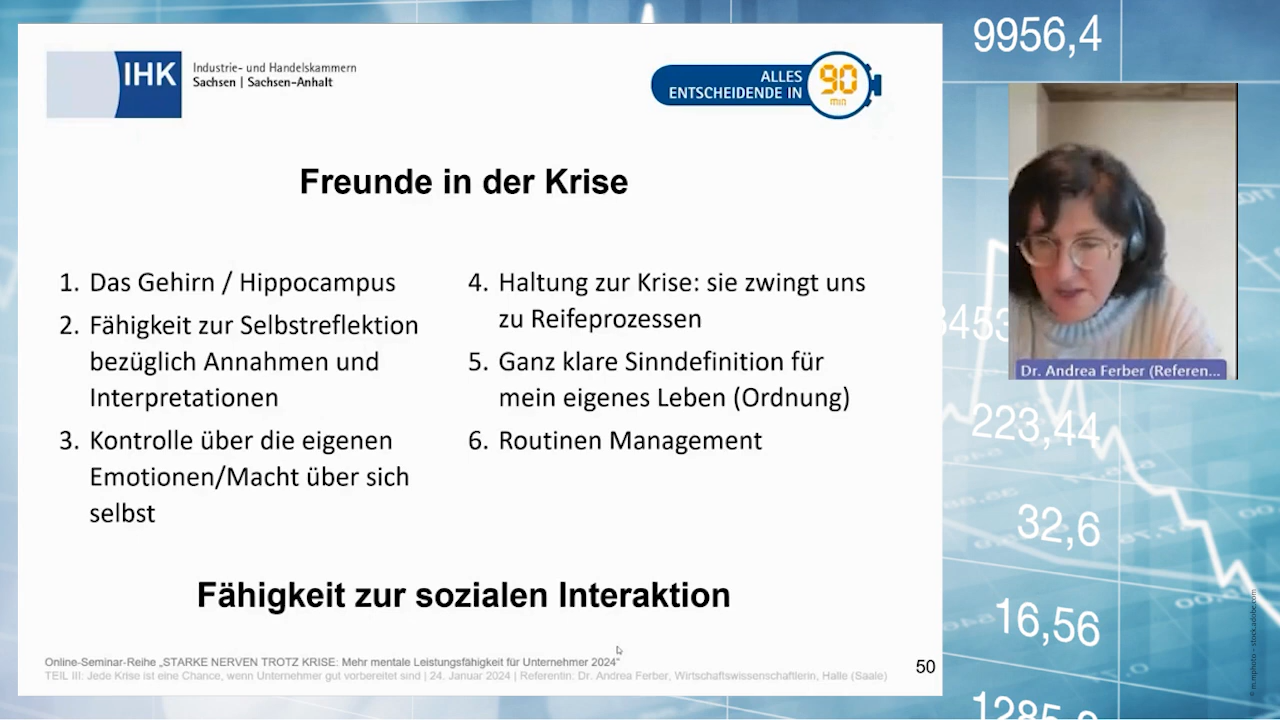 9956,4
IHK
Industrie- und Handelskammern
Sachsen | Sachsen-Anhalt
ALLES
ENTSCHEIDENDE IN
90
min
Freunde in der Krise
1. Das Gehirn / Hippocampus
2. Fähigkeit zur Selbstreflektion
bezüglich Annahmen und
Interpretationen
3. Kontrolle über die eigenen
Emotionen/Macht über sich
selbst
4. Haltung zur Krise: sie zwingt uns
zu Reifeprozessen
5. Ganz klare Sinndefinition für
mein eigenes Leben (Ordnung)
6. Routinen Management
Fähigkeit zur sozialen Interaktion
Online-Seminar-Reihe „STARKE NERVEN TROTZ KRISE: Mehr mentale Leistungsfähigkeit für Unternehmer 2024“
TEIL III: Jede Krise ist eine Chance, wenn Unternehmer gut vorbereitet sind | 24. Januar 2024 | Referentin: Dr. Andrea Ferber, Wirtschaftswissenschaftlerin, Halle (Saale)
50
Dr. Andrea Ferber (Referen...
223,44
32,6
16,56
© m.mphoto - stock.adobe.com